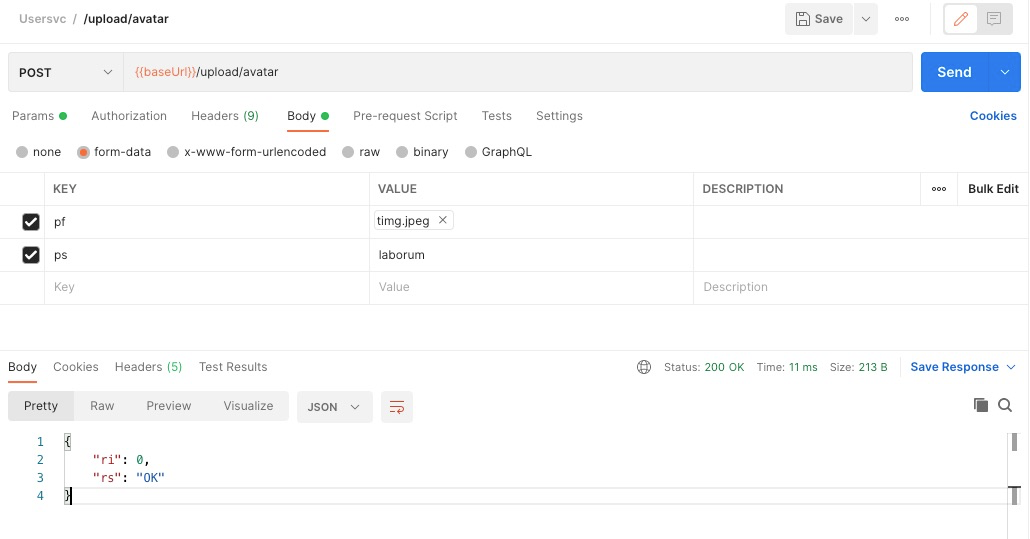 Usersvc / /upload/avatar
Save
POST {{baseUrl}}/upload/avatar Send
Params Authorization Headers (9) Body Pre-request Script Tests Settings Cookies
none form-data x-www-form-urlencoded raw binary GraphQL
KEY VALUE DESCRIPTION Bulk Edit
pf timg.jpeg
ps laborum
Key Value Description
Body Cookies Headers (5) Test Results Status: 200 OK Time: 11 ms Size: 213 B Save Response
Pretty Raw Preview Visualize JSON
1 {
2 "ri": 0,
3 "rs": "OK"
4 }